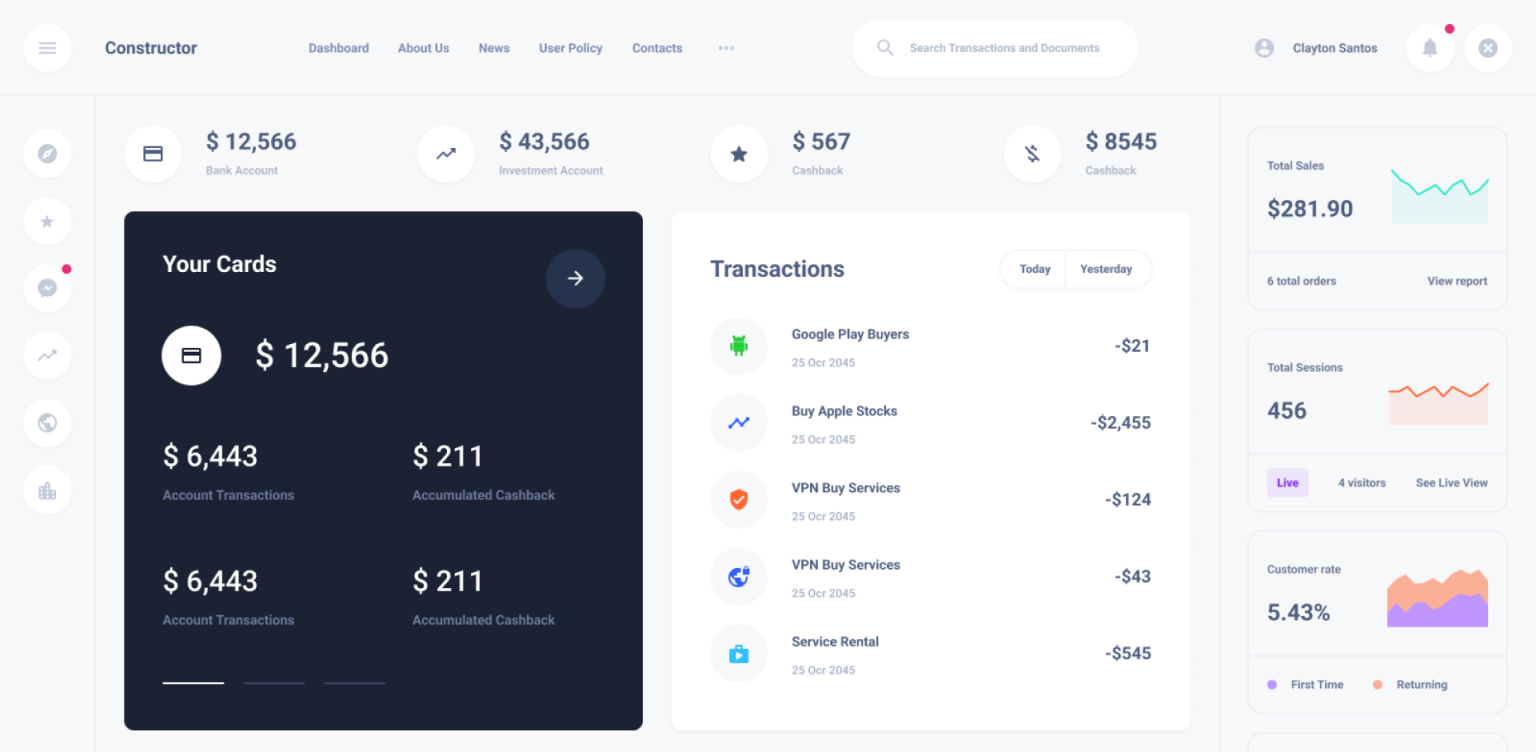 Constructor
Dashboard
About Us
News
User Policy
Contacts
Search Transactions and Documents
Clayton Santos
$ 12,566
Bank Account
$ 43,566
Investment Account
$ 567
Cashback
$ 8545
Cashback
Your Cards
$ 12,566
$ 6,443
Account Transactions
$ 211
Accumulated Cashback
$ 6,443
Account Transactions
$ 211
Accumulated Cashback
Transactions
Today
Yesterday
Google Play Buyers
25 Ocr 2045
-$21
Buy Apple Stocks
25 Ocr 2045
-$2,455
VPN Buy Services
25 Ocr 2045
-$124
VPN Buy Services
25 Ocr 2045
-$43
Service Rental
25 Ocr 2045
-$545
Total Sales
$281.90
6 total orders
View report
Total Sessions
456
Live
4 visitors
See Live View
Customer rate
5.43%
First Time
Returning